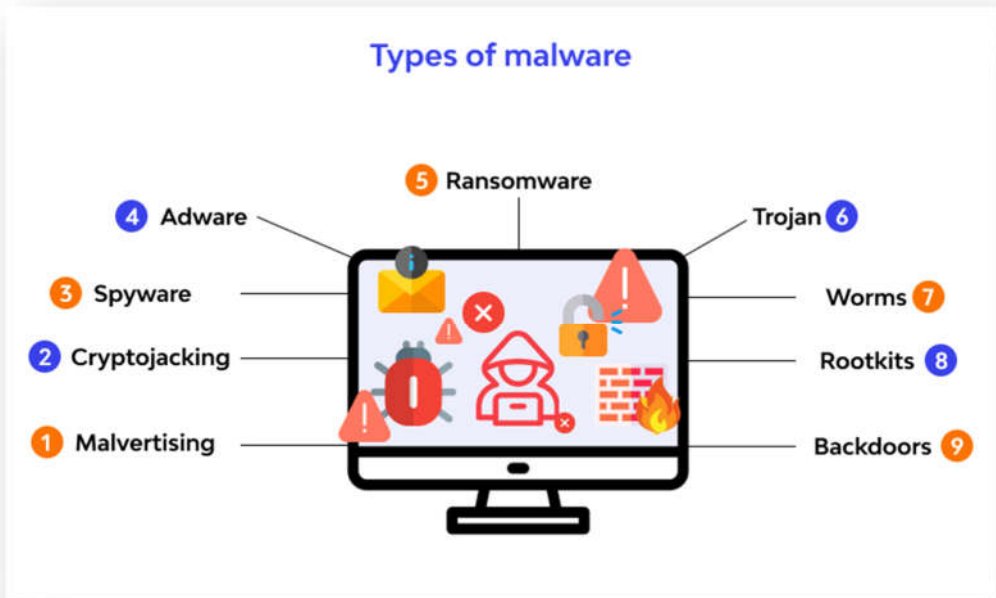 Types of malware
5 Ransomware
4 Adware
Trojan 6
3 Spyware
Worms 7
2 Cryptojacking
Rootkits 8
1 Malvertising
Backdoors 9